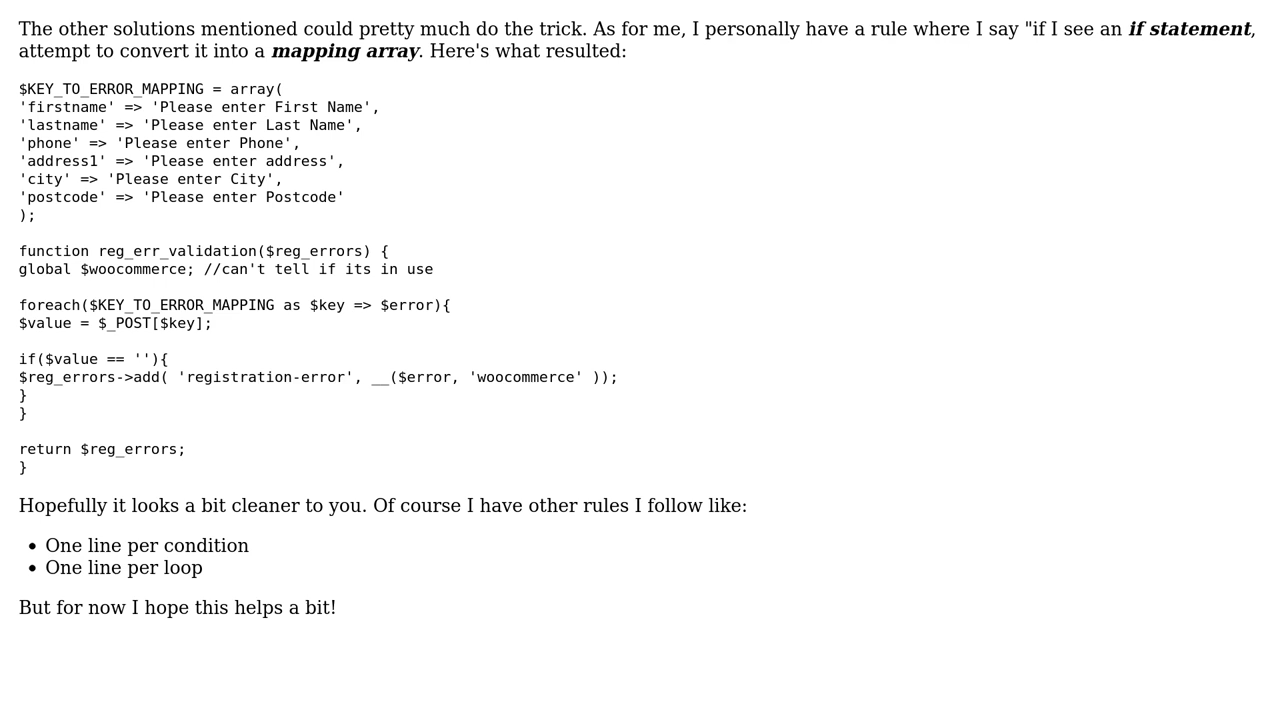 The other solutions mentioned could pretty much do the trick. As for me, I personally have a rule where I say "if I see an if statement,
attempt to convert it into a mapping array. Here's what resulted:
$KEY_TO_ERROR_MAPPING = array(
'firstname' => 'Please enter First Name',
'lastname' => 'Please enter Last Name',
'phone' => 'Please enter Phone',
'address1' => 'Please enter address',
'city' => 'Please enter City',
'postcode' => 'Please enter Postcode'
);
function reg_err_validation($reg_errors) {
global $woocommerce; //can't tell if its in use
foreach($KEY_TO_ERROR_MAPPING as $key => $error){
$value = $_POST[$key];
if($value == ''){
$reg_errors->add( 'registration-error', __($error, 'woocommerce' ));
}
}
return $reg_errors;
}
Hopefully it looks a bit cleaner to you. Of course I have other rules I follow like:
• One line per condition
• One line per loop
But for now I hope this helps a bit!